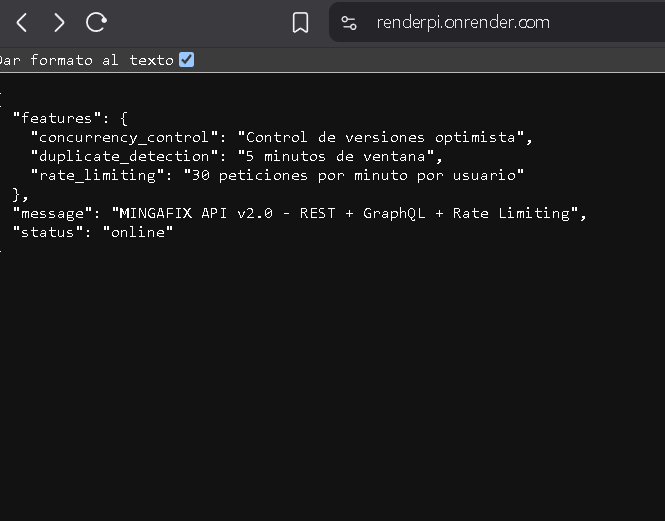 renderpi.onrender.com
Dar formato al texto
{
"features": {
"concurrency_control": "Control de versiones optimista",
"duplicate_detection": "5 minutos de ventana",
"rate_limiting": "30 peticiones por minuto por usuario"
},
"message": "MINGAFIX API v2.0 - REST + GraphQL + Rate Limiting",
"status": "online"
}